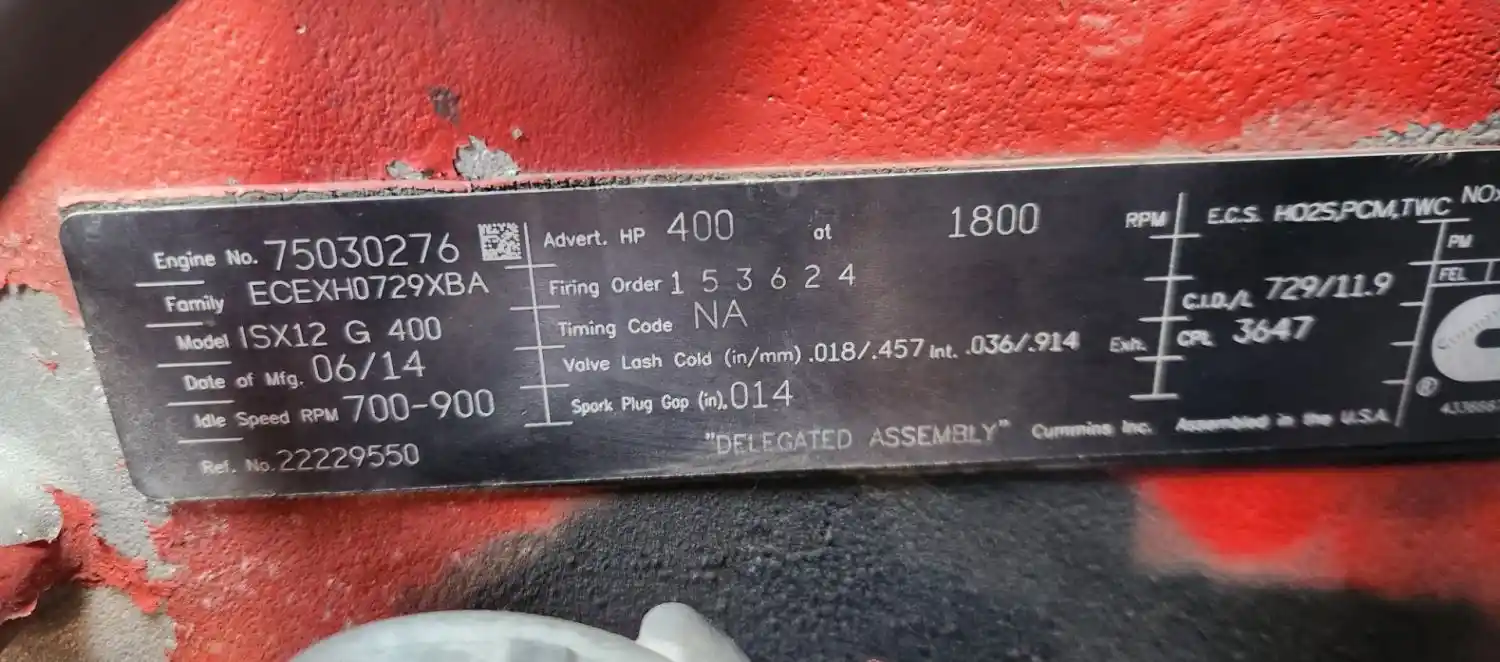 Engine No. 75030276
Family ECEXH0729XBA
Model ISX12 G 400
Date of Mfg. 06/14
Idle Speed RPM 700-900
Ref. No. 22229550
Advert. HP 400 at 1800 RPM
Firing Order 1 5 3 6 2 4
Timing Code NA
Valve Lash Cold (in/mm) .018/.457 Int. .036/.914 Exh.
Spark Plug Gap (in). 014
"DELEGATED ASSEMBLY" Cummins Inc. Assembled in the U.S.A.
E.C.S. HO2S,PCM,TWC
C.I.D./L 729/11.9
CPL 3647
NOx
PM
FEL
®